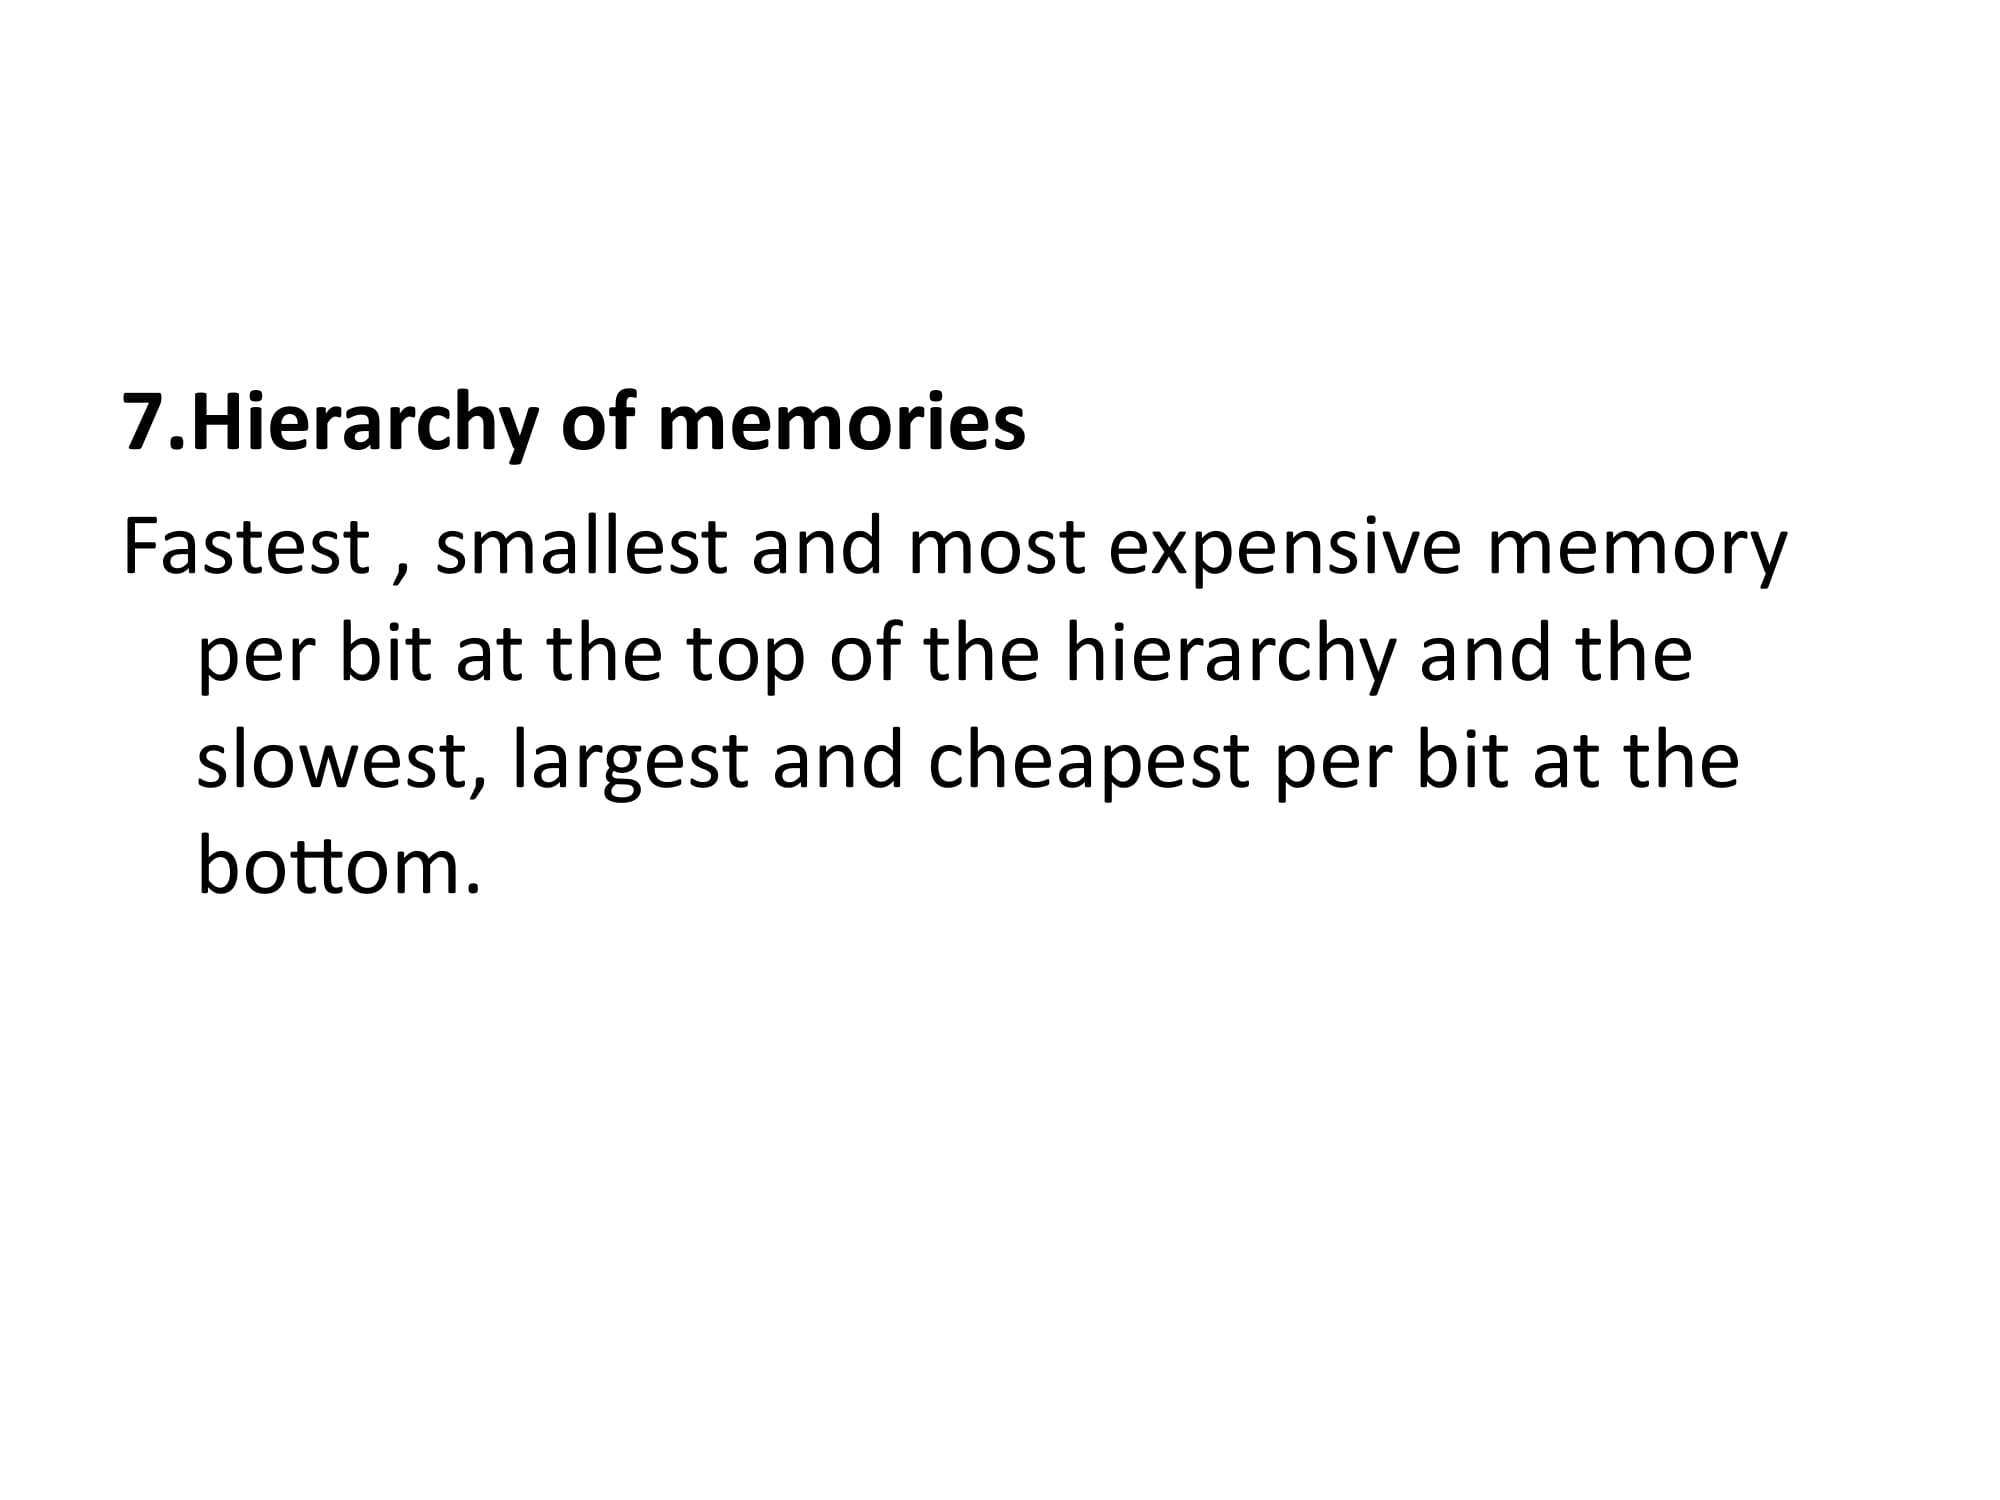 7.Hierarchy of memories
Fastest , smallest and most expensive memory
per bit at the top of the hierarchy and the
slowest, largest and cheapest per bit at the
bottom.